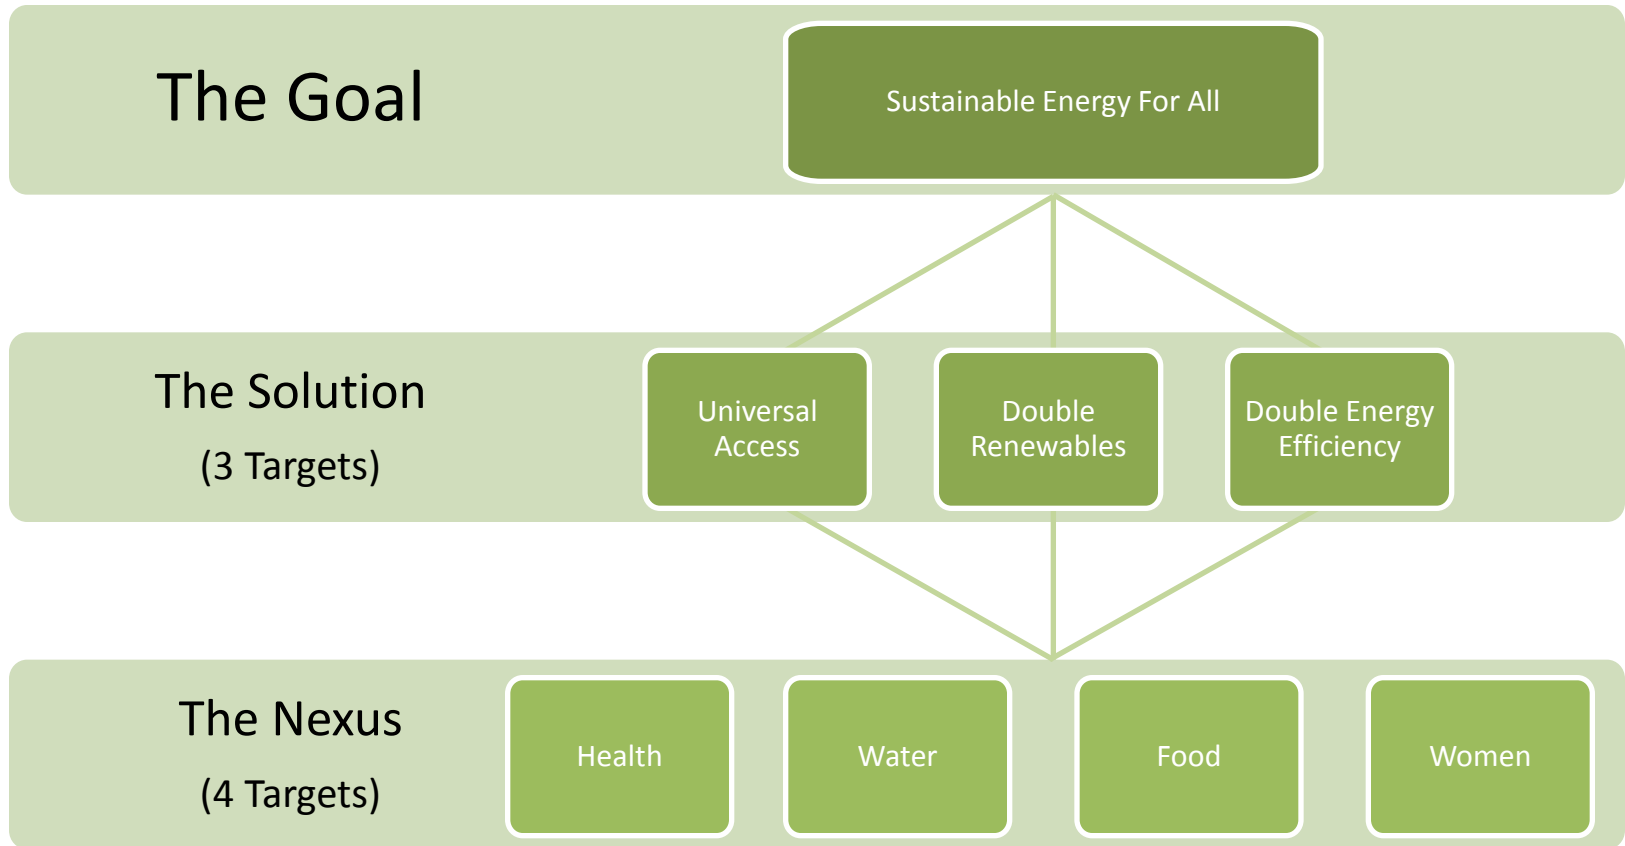 The Goal
Sustainable Energy For All
The Solution
(3 Targets)
Universal
Access
Double
Renewables
Double Energy
Efficiency
The Nexus
(4 Targets)
Health
Water
Food
Women